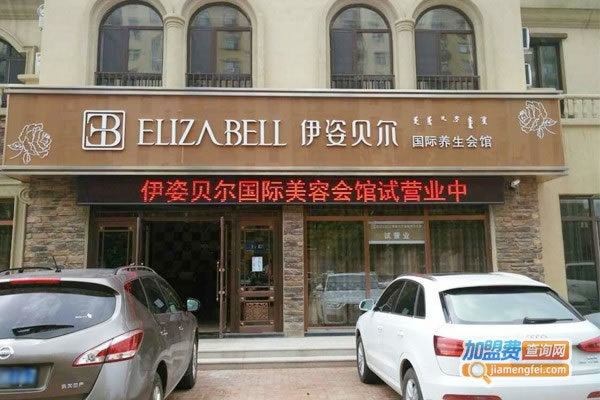 ELIZABELL 伊姿贝尔 国际养生会馆
伊姿贝尔国际美容会馆试营业中
试营业
加盟费查询网
jiamengfei.com